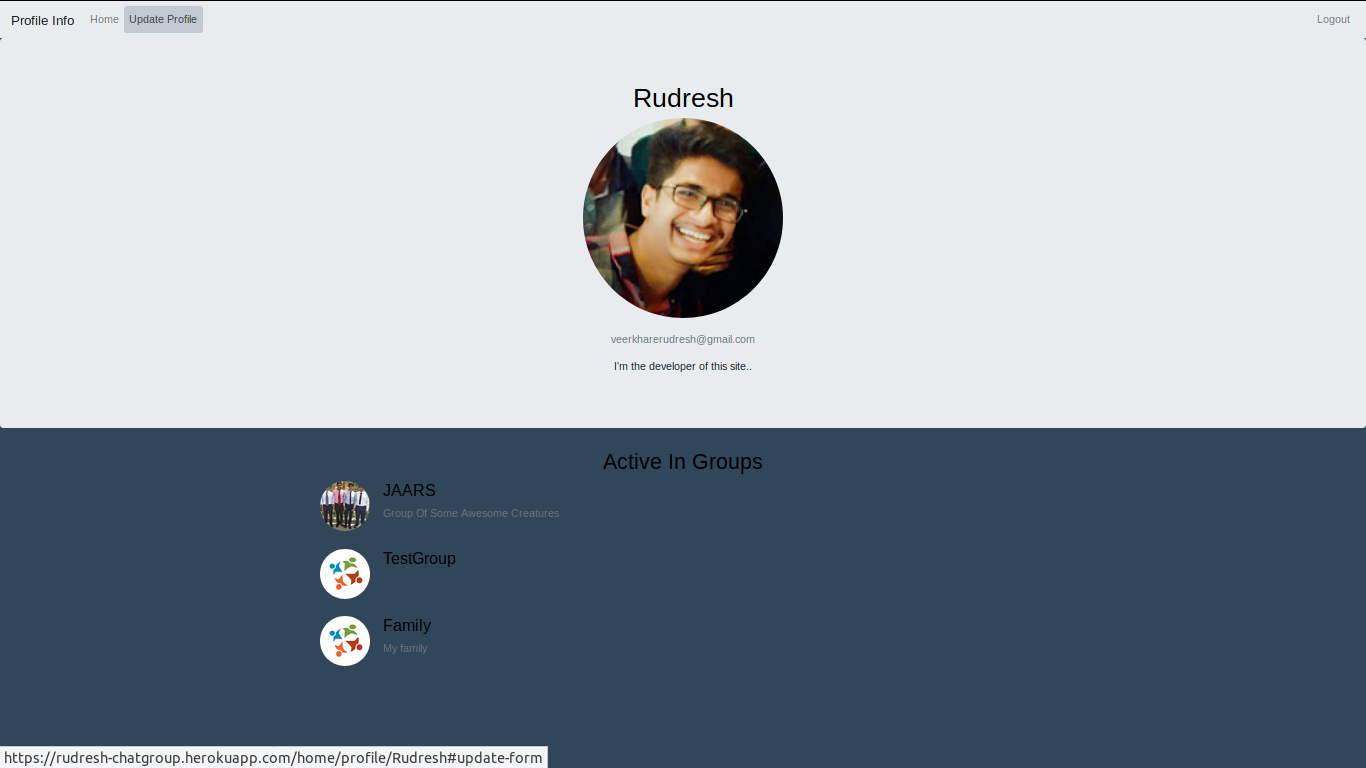 Profile Info Home Update Profile Logout
Rudresh
veerkharerudresh@gmail.com
I'm the developer of this site..
Active In Groups
JAARS
Group Of Some Awesome Creatures
TestGroup
Family
My family
https://rudresh-chatgroup.herokuapp.com/home/profile/Rudresh#update-form